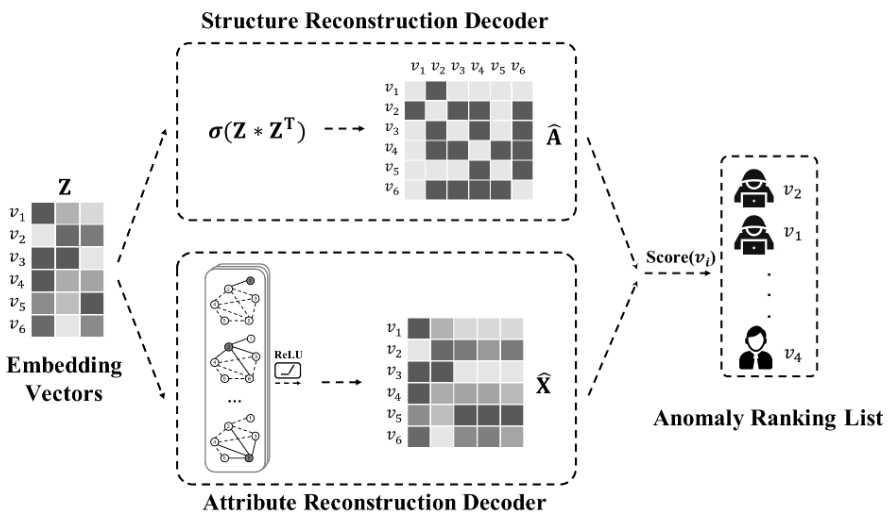 Structure Reconstruction Decoder
v₁ v₂ v₃ v₄ v₅ v₆
v₁
v₂
v₃
v₄
v₅
v₆
σ(Z * Zᵀ)
Â
Z
v₁
v₂
v₃
v₄
v₅
v₆
Embedding
Vectors
ReLU
...
v₁
v₂
v₃
v₄
v₅
v₆
X̂
Attribute Reconstruction Decoder
Score(vᵢ)
v₂
v₁
.
.
.
v₄
Anomaly Ranking List